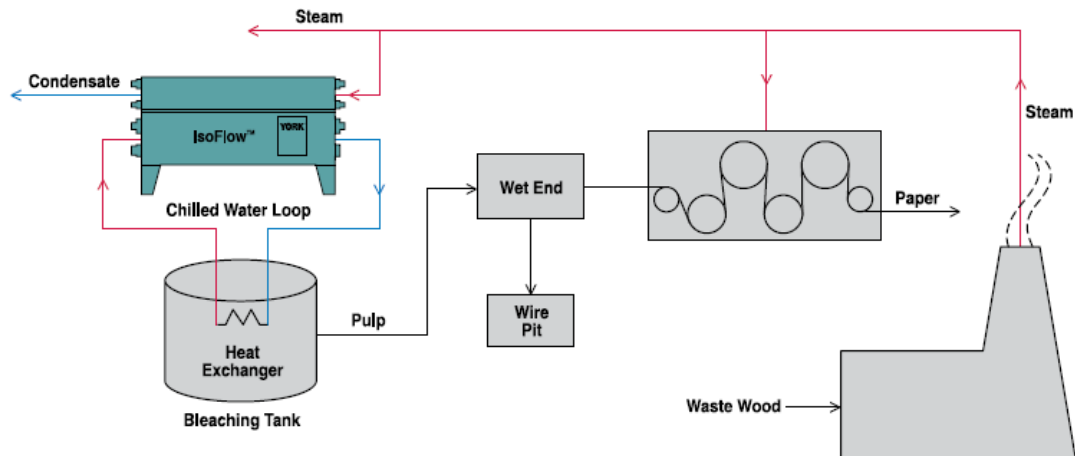 Steam
Condensate
IsoFlow™
YORK
Steam
Chilled Water Loop
Wet End
Paper
Pulp
Wire
Pit
Heat
Exchanger
Waste Wood
Bleaching Tank